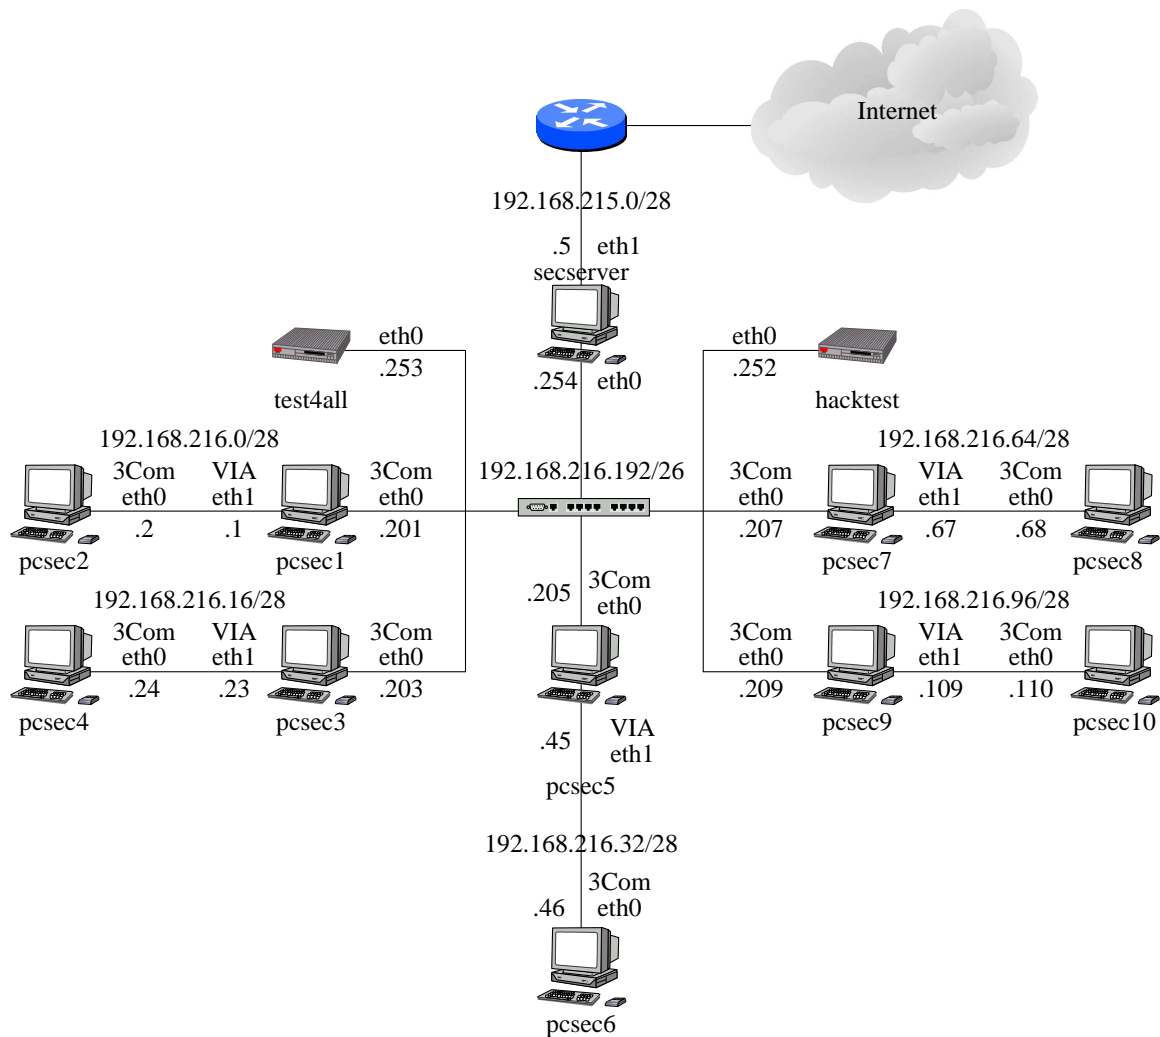 Internet
192.168.215.0/28
.5 eth1
secserver
eth0
.253
test4all
.254 eth0
eth0
.252
hacktest
192.168.216.0/28
192.168.216.192/26
192.168.216.64/28
3Com
eth0
.2
VIA
eth1
.1
3Com
eth0
.201
pcsec2
pcsec1
3Com
eth0
.207
VIA
eth1
.67
3Com
eth0
.68
pcsec7
pcsec8
192.168.216.16/28
3Com
eth0
.24
VIA
eth1
.23
3Com
eth0
.203
pcsec4
pcsec3
.205
3Com
eth0
.45
VIA
eth1
pcsec5
192.168.216.96/28
3Com
eth0
.209
VIA
eth1
.109
3Com
eth0
.110
pcsec9
pcsec10
192.168.216.32/28
.46
3Com
eth0
pcsec6